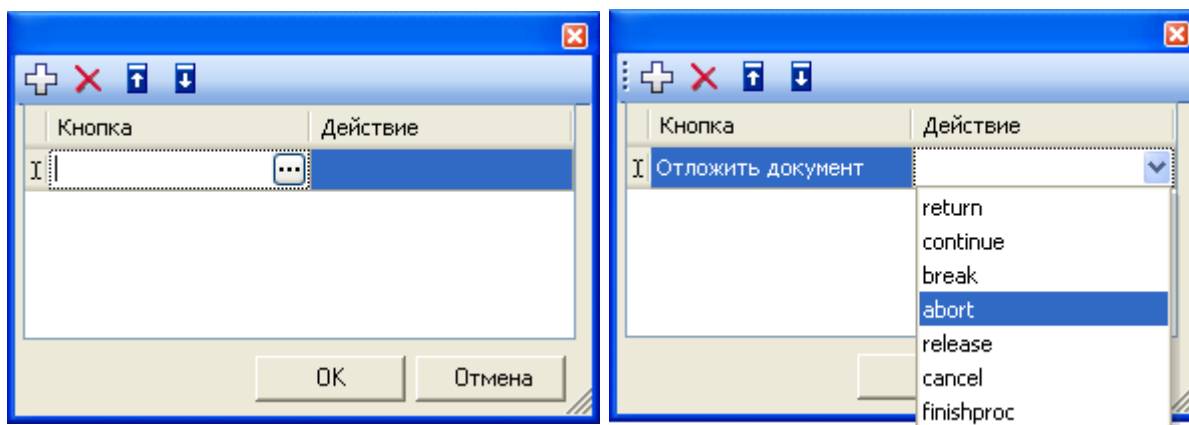 Кнопка Действие
OK Отмена
Кнопка Действие
Отложить документ
return
continue
break
abort
release
cancel
finishproc